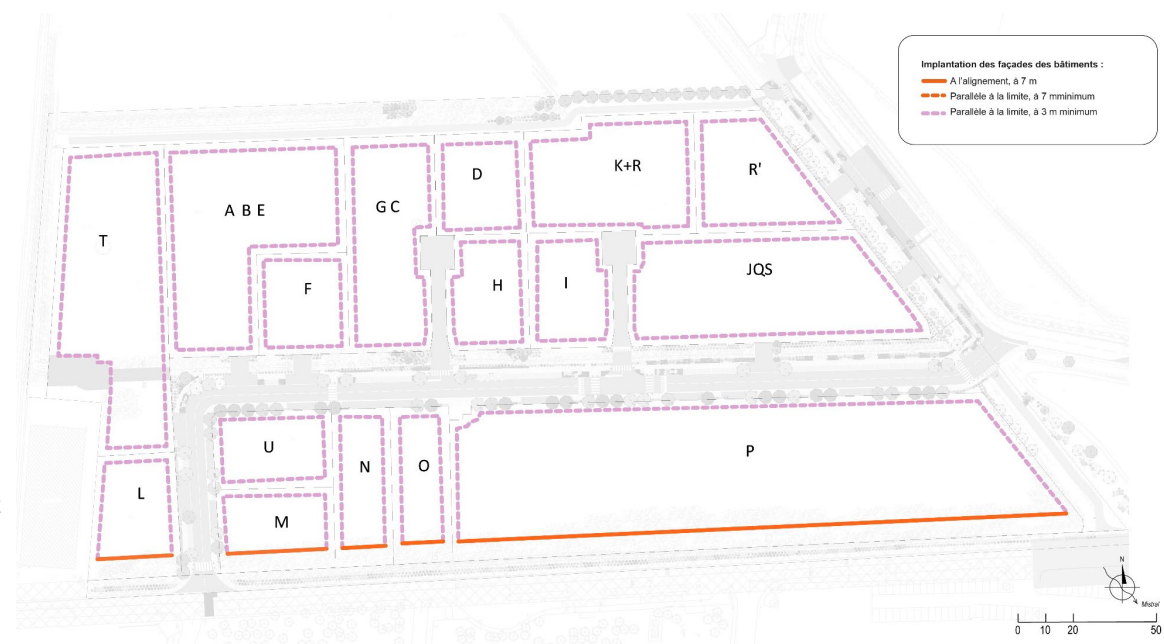 Implantation des façades des bâtiments :
A l'alignement, à 7 m
Parallèle à la limite, à 7 mminimum
Parallèle à la limite, à 3 m minimum
K+R
D
R'
A B E
G C
T
JQS
F
H
I
U
P
N
O
L
M
N
Mistral
0 10 20 50